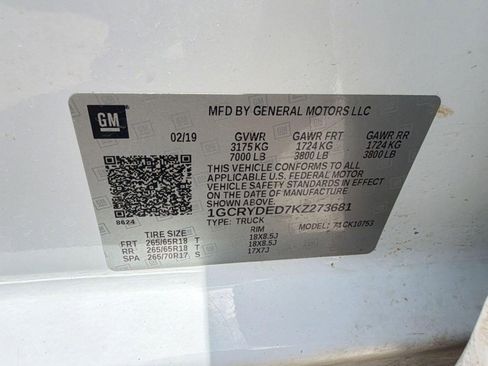 GM
MFD BY GENERAL MOTORS LLC
02/19 GVWR GAWR FRT GAWR RR
3175 KG 1724 KG 1724 KG
7000 LB 3800 LB 3800 LB
THIS VEHICLE CONFORMS TO ALL
APPLICABLE U.S. FEDERAL MOTOR
VEHICLE SAFETY STANDARDS IN EFFECT
ON THE DATE OF MANUFACTURE SHOWN ABOVE.
1GCRYDED7KZ273681
8624
TYPE: TRUCK MODEL:
TIRE SIZE RIM
FRT 265/65R18 T 18X8.5J
RR 265/65R18 T 18X8.5J
SPA 265/70R17 S 17X7J